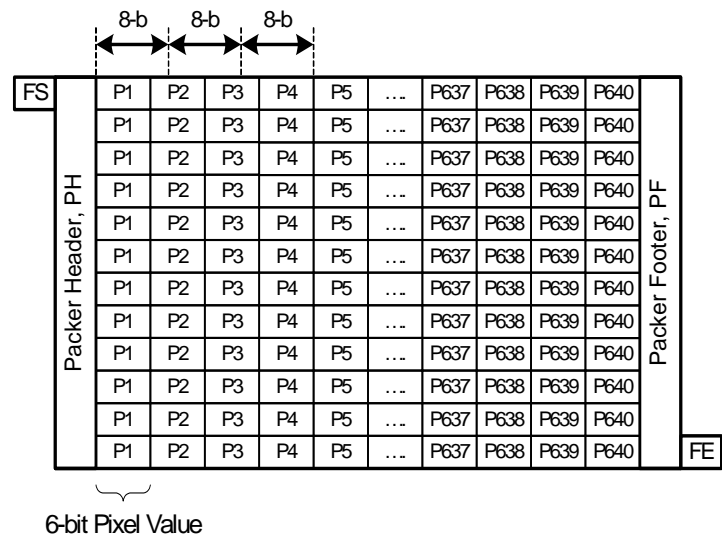 8-b 8-b 8-b
FS P1 P2 P3 P4 P5 .... P637 P638 P639 P640
P1 P2 P3 P4 P5 .... P637 P638 P639 P640
P1 P2 P3 P4 P5 .... P637 P638 P639 P640
P1 P2 P3 P4 P5 .... P637 P638 P639 P640
P1 P2 P3 P4 P5 .... P637 P638 P639 P640
P1 P2 P3 P4 P5 .... P637 P638 P639 P640
P1 P2 P3 P4 P5 .... P637 P638 P639 P640
P1 P2 P3 P4 P5 .... P637 P638 P639 P640
P1 P2 P3 P4 P5 .... P637 P638 P639 P640
P1 P2 P3 P4 P5 .... P637 P638 P639 P640
P1 P2 P3 P4 P5 .... P637 P638 P639 P640
P1 P2 P3 P4 P5 .... P637 P638 P639 P640 FE
Packer Header, PH
Packer Footer, PF
6-bit Pixel Value